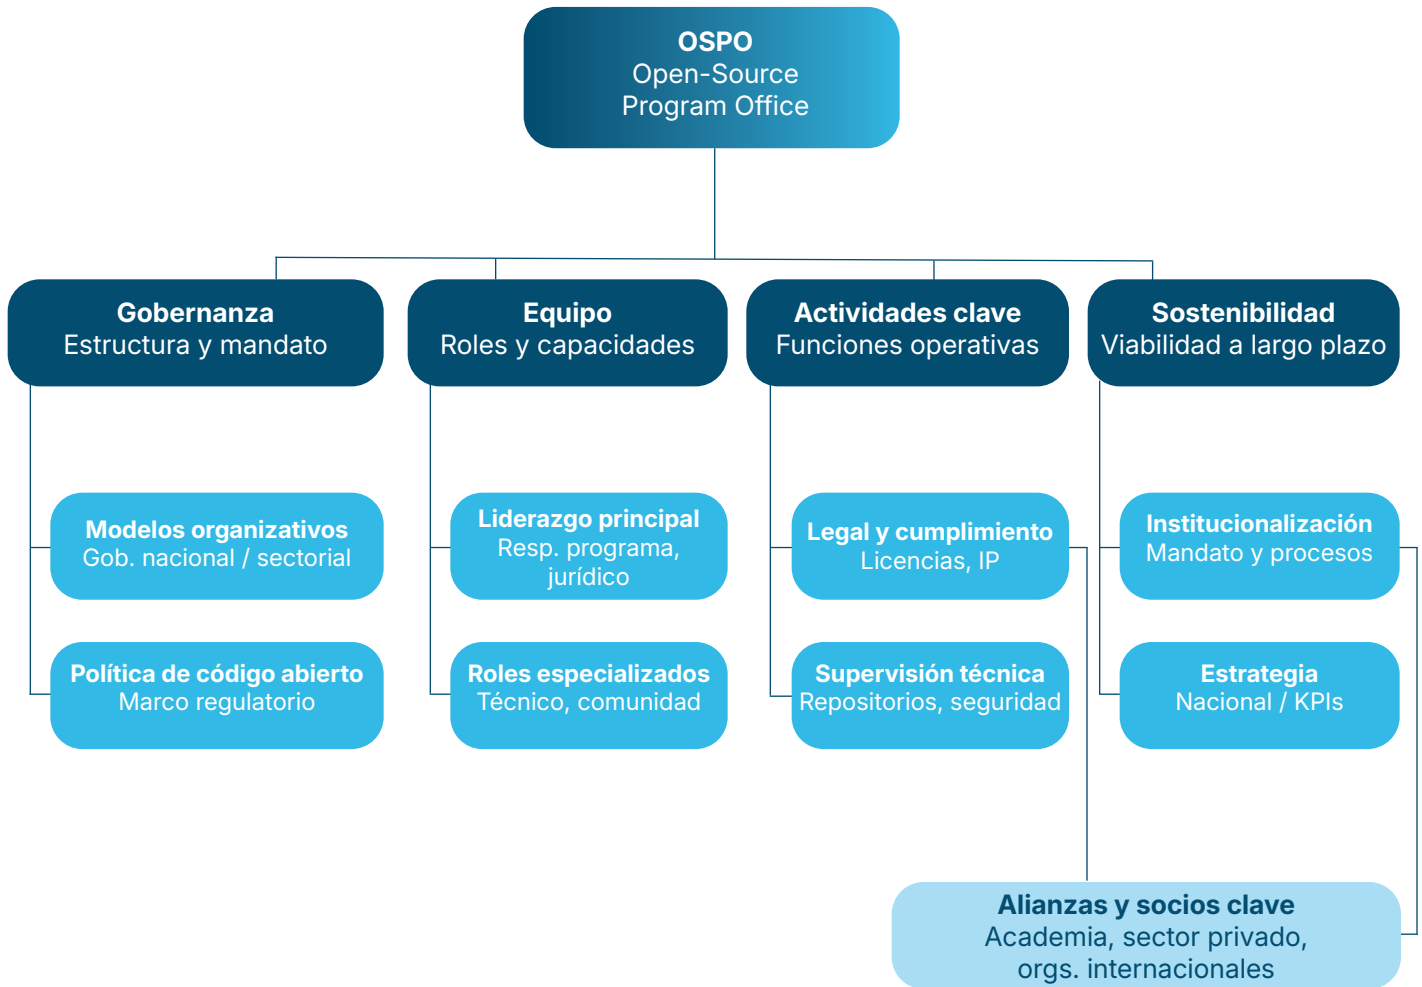 OSPO
Open-Source
Program Office
Gobernanza
Estructura y mandato
Equipo
Roles y capacidades
Actividades clave
Funciones operativas
Sostenibilidad
Viabilidad a largo plazo
Modelos organizativos
Gob. nacional / sectorial
Liderazgo principal
Resp. programa,
jurídico
Legal y cumplimiento
Licencias, IP
Institucionalización
Mandato y procesos
Política de código abierto
Marco regulatorio
Roles especializados
Técnico, comunidad
Supervisión técnica
Repositorios, seguridad
Estrategia
Nacional / KPIs
Alianzas y socios clave
Academia, sector privado,
orgs. internacionales